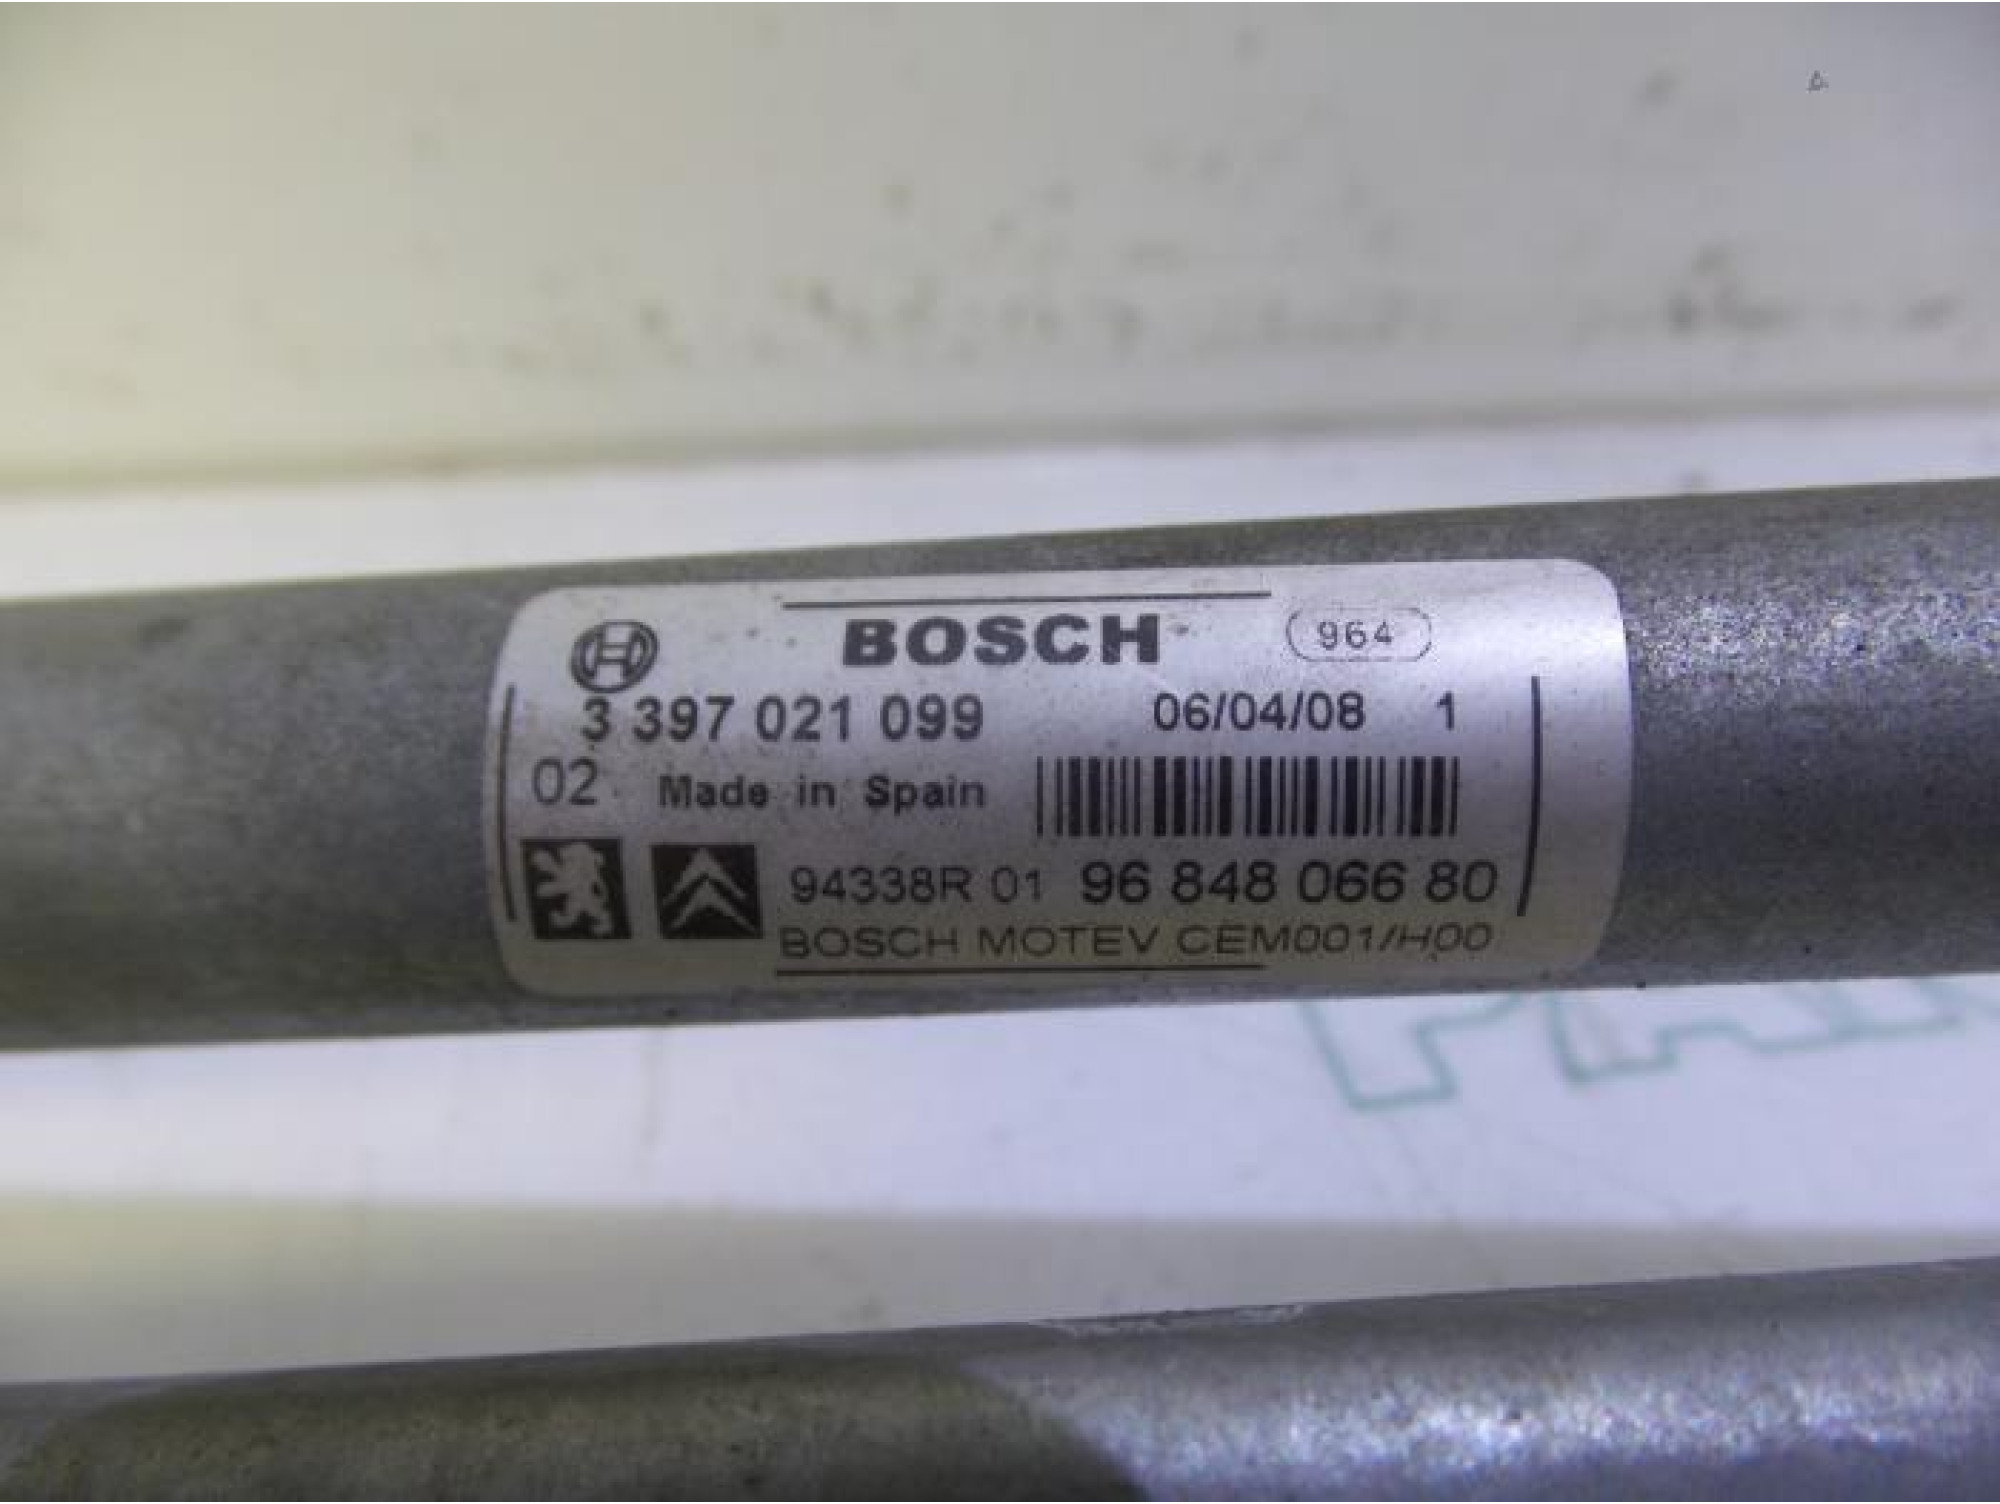 BOSCH 964
3 397 021 099 06/04/08 1
02 Made in Spain
94338R 01 96 848 066 80
BOSCH MOTEV CEM001/H00